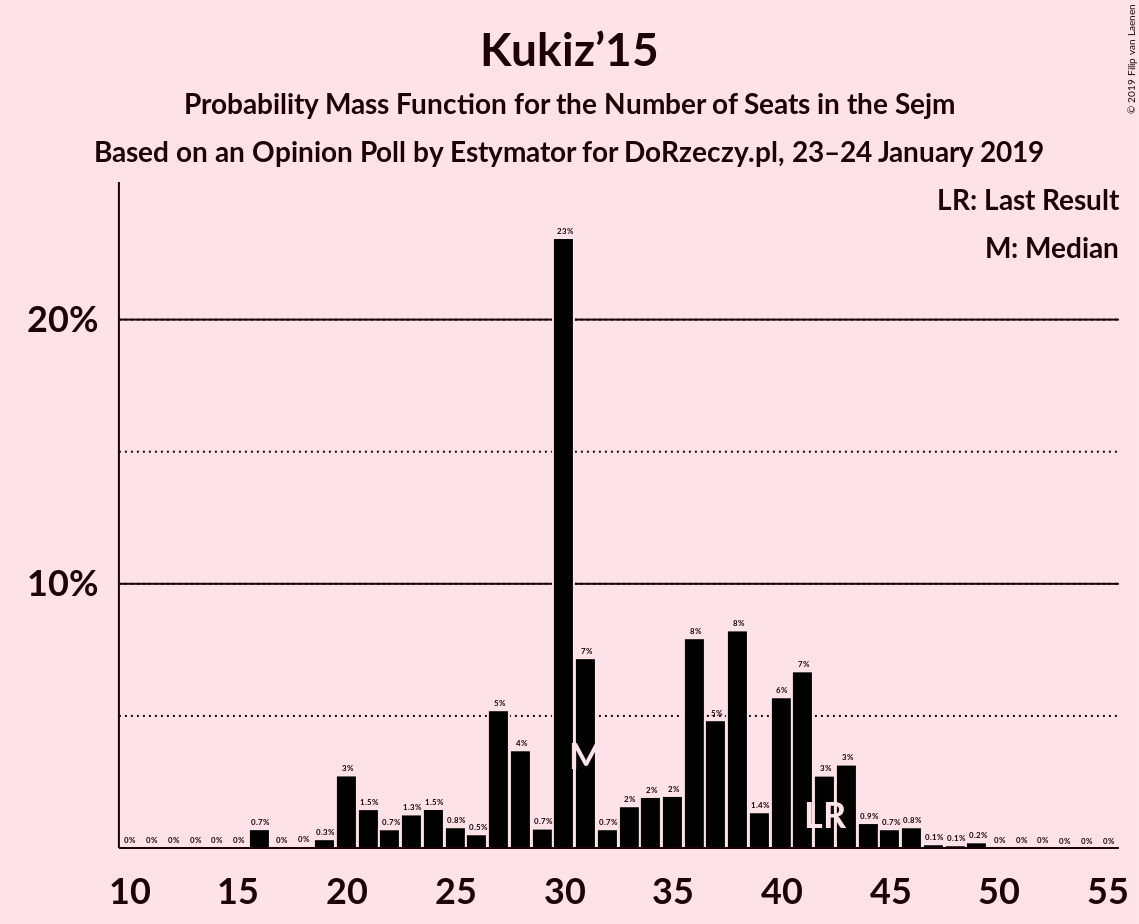 Kukiz’15
Probability Mass Function for the Number of Seats in the Sejm
Based on an Opinion Poll by Estymator for DoRzeczy.pl, 23–24 January 2019
© 2019 Filip van Laenen
LR: Last Result
M: Median
20%
10%
0% 0% 0% 0% 0% 0% 0.7% 0% 0% 0.3% 3% 1.5% 0.7% 1.3% 1.5% 0.8% 0.5% 5% 4% 0.7% 23% 7% 0.7% 2% 2% 2% 8% 5% 8% 1.4% 6% 7% 3% 3% 0.9% 0.7% 0.8% 0.1% 0.1% 0.2% 0% 0% 0% 0% 0% 0%
M
LR
10 15 20 25 30 35 40 45 50 55